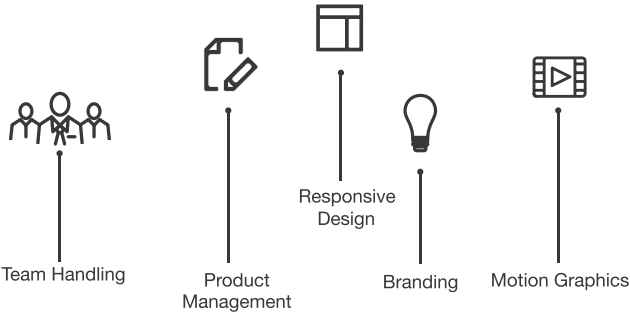 Responsive
Design
Team Handling
Product
Management
Branding
Motion Graphics